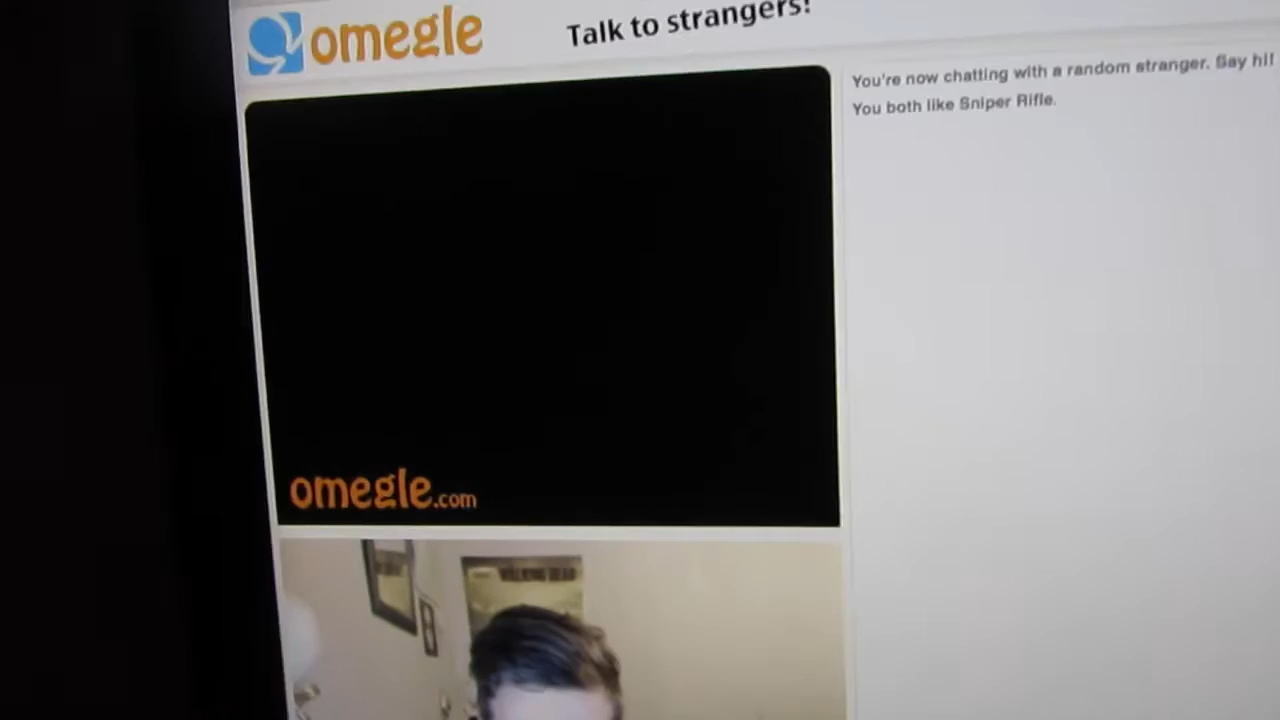 omegle
Talk to strangers!
You're now chatting with a random stranger. Say hi!
You both like Sniper Rifle.
omegle.com
WALKING DEAD